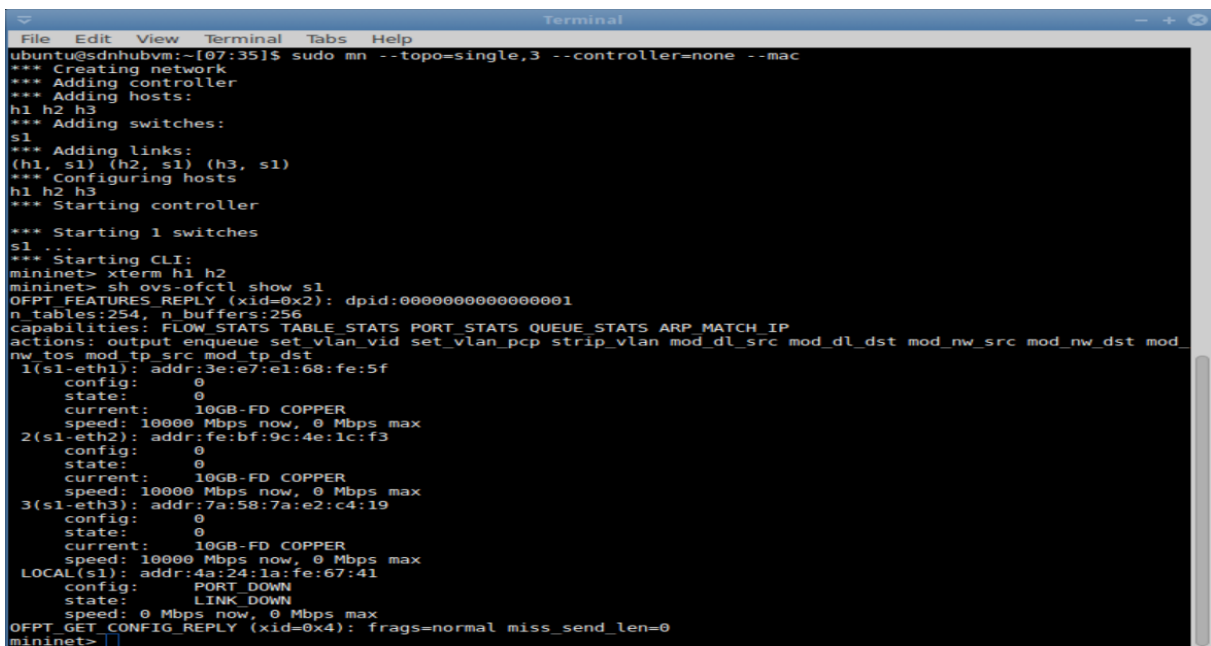 Terminal
File Edit View Terminal Tabs Help
ubuntu@sdnhubvm:~[07:35]$ sudo mn --topo=single,3 --controller=none --mac
*** Creating network
*** Adding controller
*** Adding hosts:
h1 h2 h3
*** Adding switches:
s1
*** Adding links:
(h1, s1) (h2, s1) (h3, s1)
*** Configuring hosts
h1 h2 h3
*** Starting controller
*** Starting 1 switches
s1 ...
*** Starting CLI:
mininet> xterm h1 h2
mininet> sh ovs-ofctl show s1
OFPT_FEATURES_REPLY (xid=0x2): dpid:0000000000000001
n_tables:254, n_buffers:256
capabilities: FLOW_STATS TABLE_STATS PORT_STATS QUEUE_STATS ARP_MATCH_IP
actions: output enqueue set_vlan_vid set_vlan_pcp strip_vlan mod_dl_src mod_dl_dst mod_nw_src mod_nw_dst mod_
nw_tos mod_tp_src mod_tp_dst
1(s1-eth1): addr:3e:e7:e1:68:fe:5f
config: 0
state: 0
current: 10GB-FD COPPER
speed: 10000 Mbps now, 0 Mbps max
2(s1-eth2): addr:fe:bf:9c:4e:1c:f3
config: 0
state: 0
current: 10GB-FD COPPER
speed: 10000 Mbps now, 0 Mbps max
3(s1-eth3): addr:7a:58:7a:e2:c4:19
config: 0
state: 0
current: 10GB-FD COPPER
speed: 10000 Mbps now, 0 Mbps max
LOCAL(s1): addr:4a:24:1a:fe:67:41
config: PORT_DOWN
state: LINK_DOWN
speed: 0 Mbps now, 0 Mbps max
OFPT_GET_CONFIG_REPLY (xid=0x4): frags=normal miss_send_len=0
mininet>